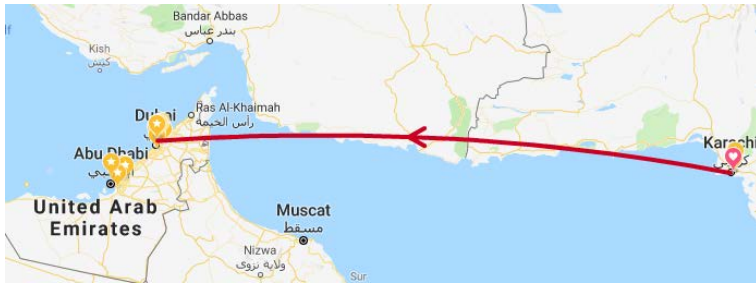 Bandar Abbas
بندر عباس
Kish
كيش
Ras Al-Khaimah
رأس الخيمة
Dubai
Karachi
Abu Dhabi
United Arab
Emirates
Muscat
مسقط
Nizwa
ولاية نزوى
Sur